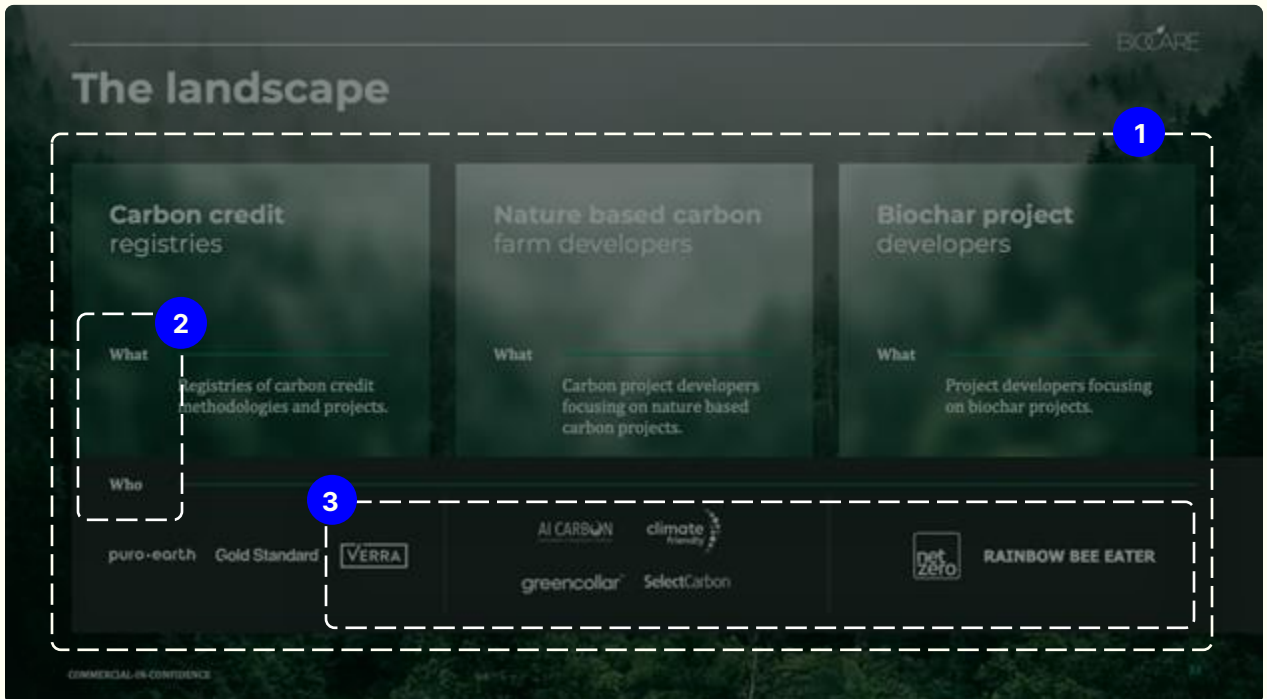 BIOCARE
The landscape
1
Carbon credit
registries
Nature based carbon
farm developers
Biochar project
developers
2
What
Registries of carbon credit
methodologies and projects.
What
Carbon project developers
focusing on nature based
carbon projects.
What
Project developers focusing
on biochar projects.
Who
3
puro·earth
Gold Standard
VERRA
AI CARBON
climate
friendly
greencollar
SelectCarbon
net
zero
RAINBOW BEE EATER
COMMERCIAL-IN-CONFIDENCE